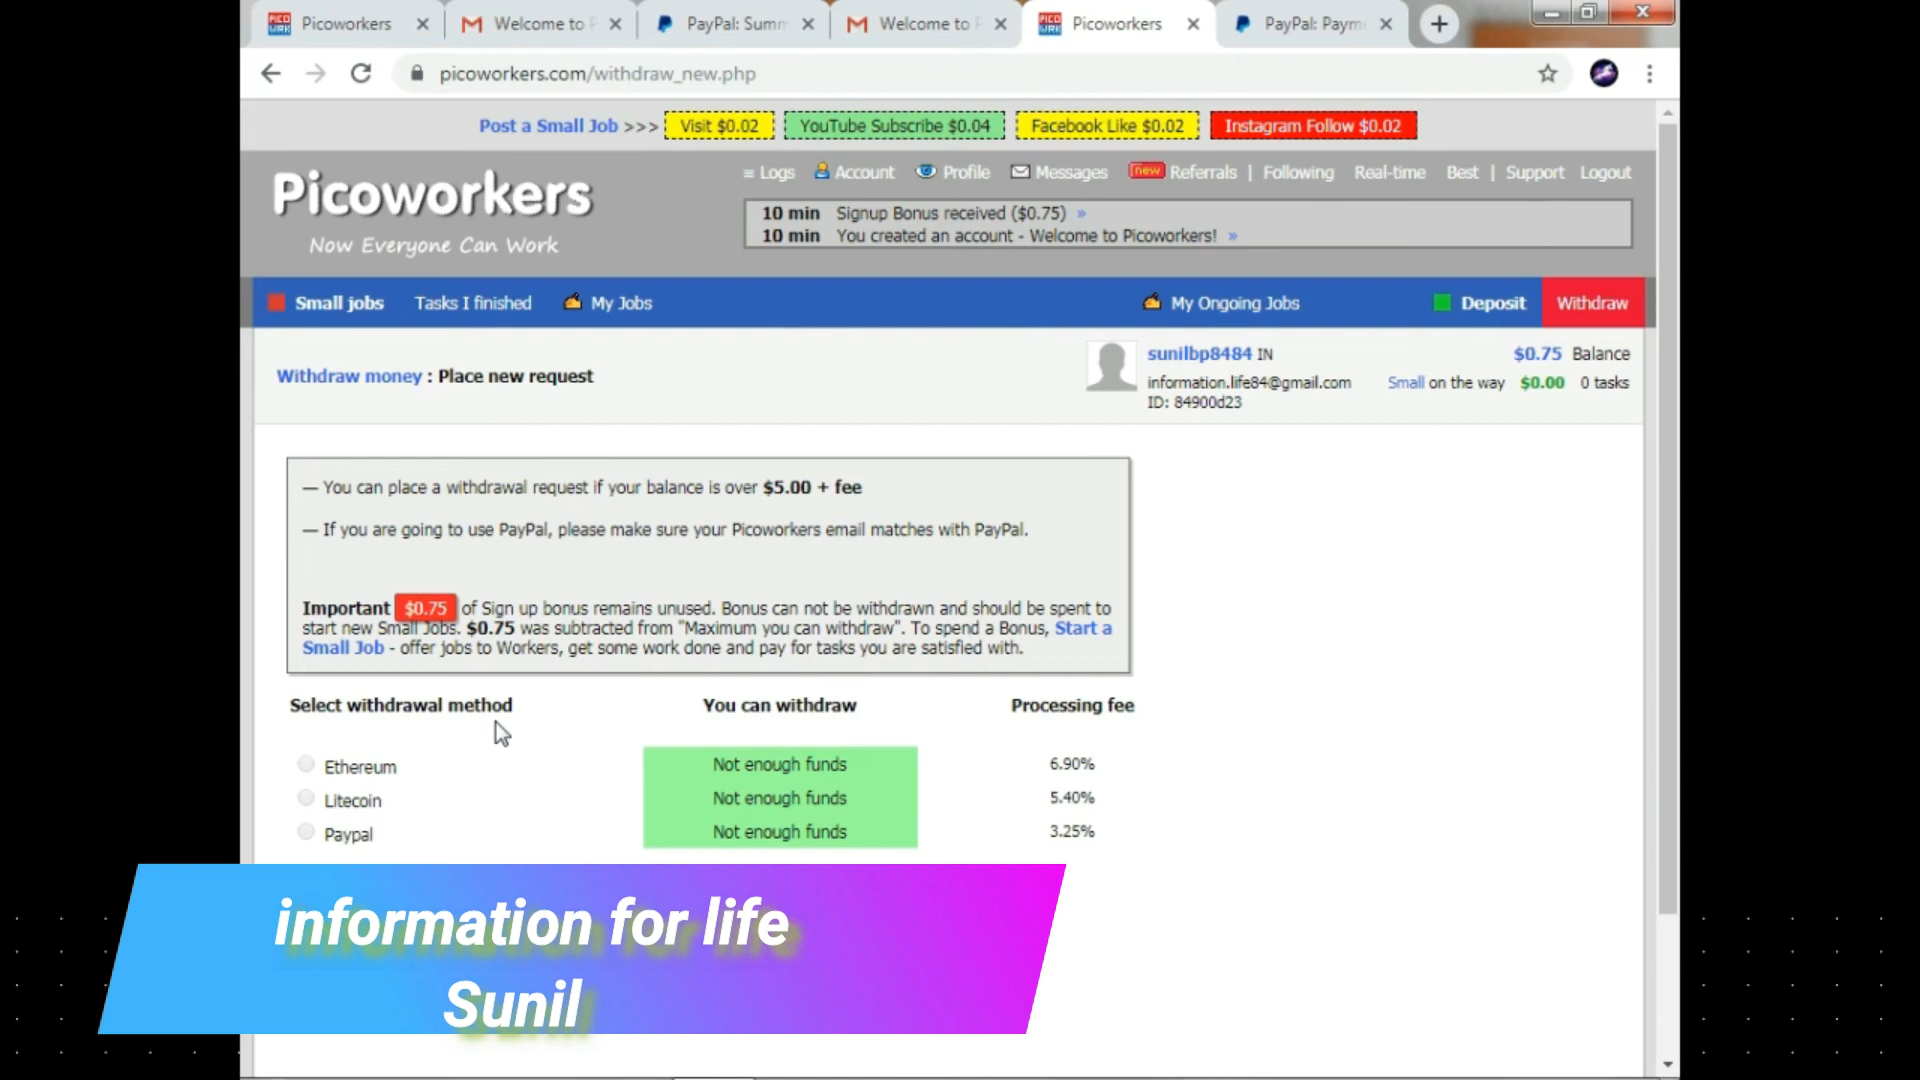 Picoworkers
Welcome to P
PayPal: Summ
Welcome to P
Picoworkers
PayPal: Paym
picoworkers.com/withdraw_new.php
Post a Small Job >>> Visit $0.02 YouTube Subscribe $0.04 Facebook Like $0.02 Instagram Follow $0.02
≡ Logs Account Profile Messages new Referrals | Following Real-time Best | Support Logout
Picoworkers
Now Everyone Can Work
10 min Signup Bonus received ($0.75) »
10 min You created an account - Welcome to Picoworkers! »
Small jobs Tasks I finished My Jobs My Ongoing Jobs Deposit Withdraw
Withdraw money : Place new request
sunilbp8484 IN
information.life84@gmail.com
ID: 84900d23
$0.75 Balance
Small on the way $0.00 0 tasks
— You can place a withdrawal request if your balance is over $5.00 + fee
— If you are going to use PayPal, please make sure your Picoworkers email matches with PayPal.
Important $0.75 of Sign up bonus remains unused. Bonus can not be withdrawn and should be spent to
start new Small Jobs. $0.75 was subtracted from "Maximum you can withdraw". To spend a Bonus, Start a
Small Job - offer jobs to Workers, get some work done and pay for tasks you are satisfied with.
Select withdrawal method You can withdraw Processing fee
Ethereum Not enough funds 6.90%
Litecoin Not enough funds 5.40%
Paypal Not enough funds 3.25%
information for life
Sunil